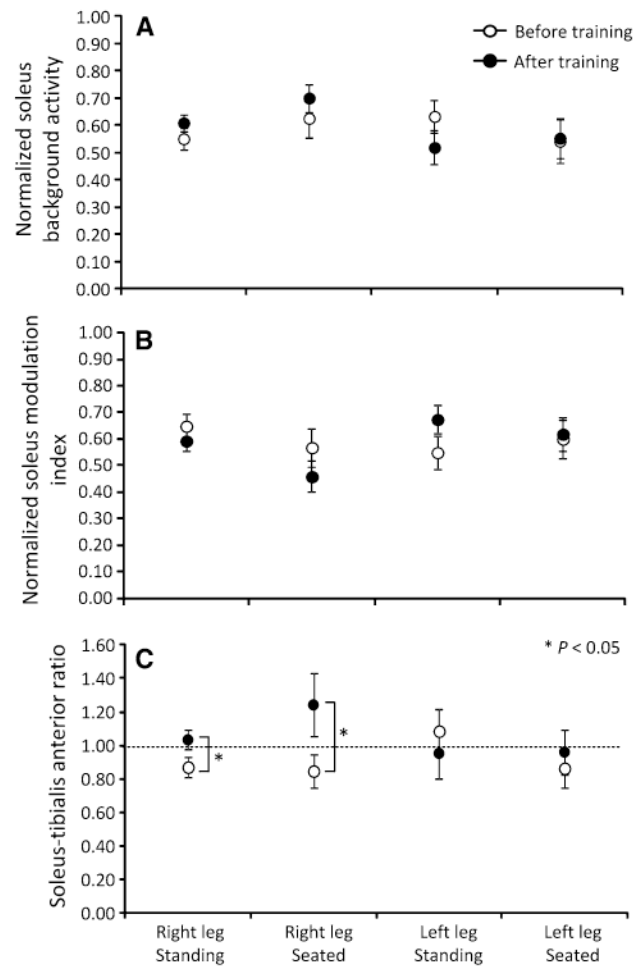 A
Before training
After training
Normalized soleus
background activity
1.00
0.90
0.80
0.70
0.60
0.50
0.40
0.30
0.20
0.10
0.00
B
Normalized soleus modulation
index
1.00
0.90
0.80
0.70
0.60
0.50
0.40
0.30
0.20
0.10
0.00
C
* P < 0.05
Soleus-tibialis anterior ratio
1.60
1.40
1.20
1.00
0.80
0.60
0.40
0.20
0.00
*
*
Right leg
Standing
Right leg
Seated
Left leg
Standing
Left leg
Seated